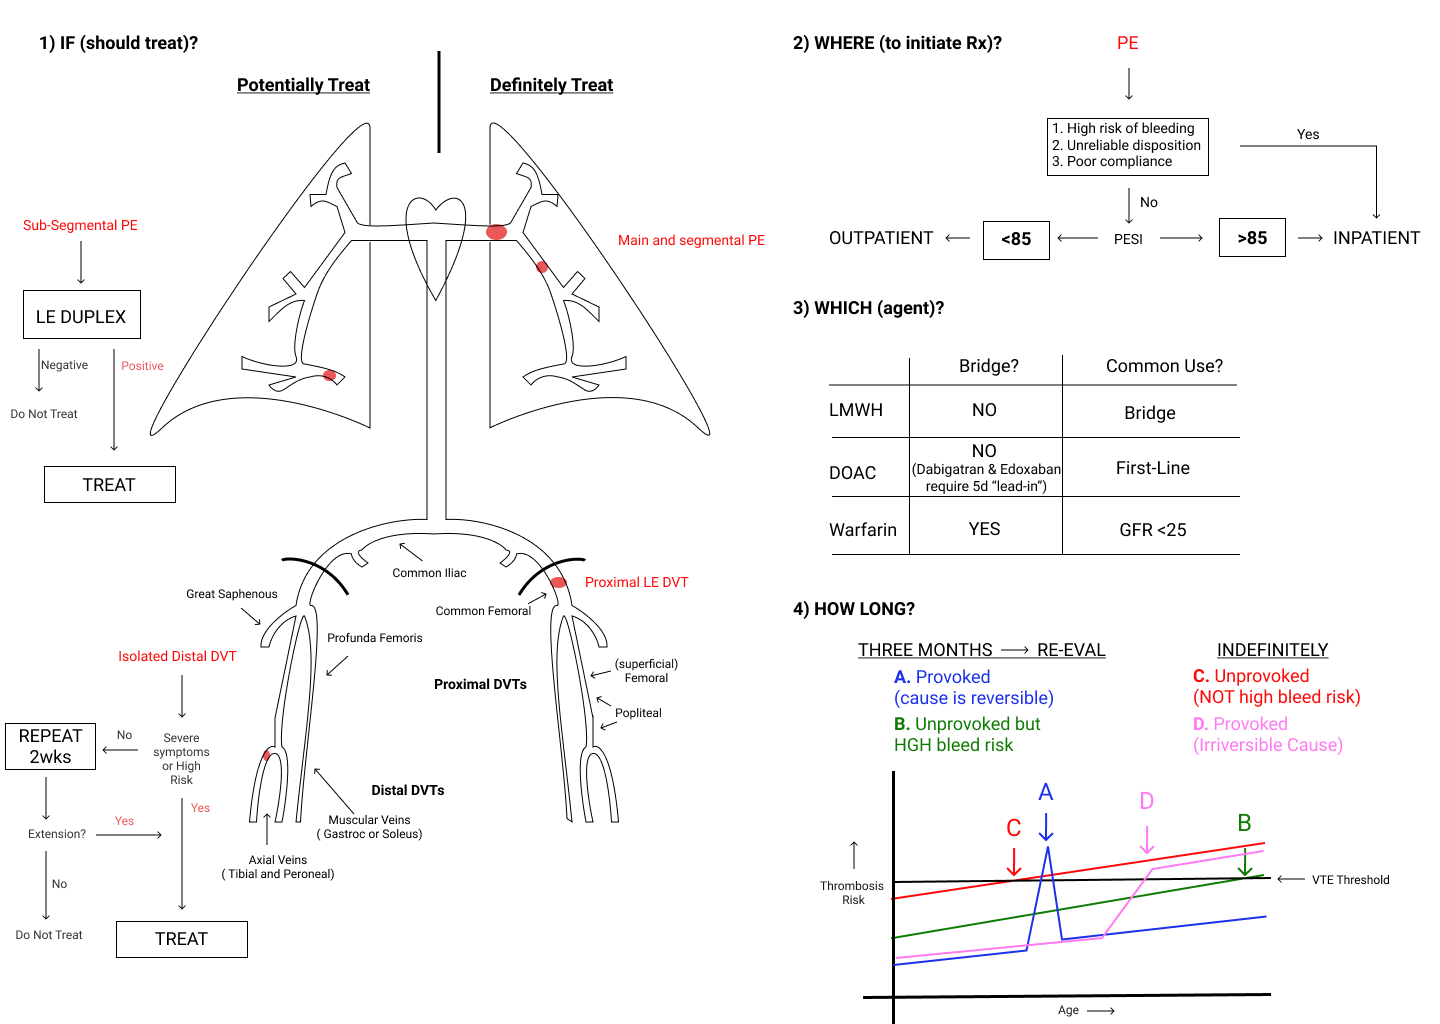 1) IF (should treat)?
Potentially Treat
Definitely Treat
Sub-Segmental PE
LE DUPLEX
Negative
Positive
Do Not Treat
TREAT
Main and segmental PE
Common Iliac
Great Saphenous
Common Femoral
Proximal LE DVT
Profunda Femoris
Isolated Distal DVT
(superficial)
Femoral
Proximal DVTs
Popliteal
REPEAT
2wks
No
Severe
symptoms
or High
Risk
Yes
Extension?
Yes
No
Do Not Treat
TREAT
Distal DVTs
Muscular Veins
( Gastroc or Soleus)
Axial Veins
( Tibial and Peroneal)
2) WHERE (to initiate Rx)?
PE
1. High risk of bleeding
2. Unreliable disposition
3. Poor compliance
Yes
No
OUTPATIENT
<85
PESI
>85
INPATIENT
3) WHICH (agent)?
Bridge?
Common Use?
LMWH
NO
Bridge
DOAC
NO
(Dabigatran & Edoxaban
require 5d “lead-in”)
First-Line
Warfarin
YES
GFR <25
4) HOW LONG?
THREE MONTHS
RE-EVAL
INDEFINITELY
A. Provoked
(cause is reversible)
B. Unprovoked but
HGH bleed risk
C. Unprovoked
(NOT high bleed risk)
D. Provoked
(Irriversible Cause)
A
D
C
B
Thrombosis
Risk
VTE Threshold
Age